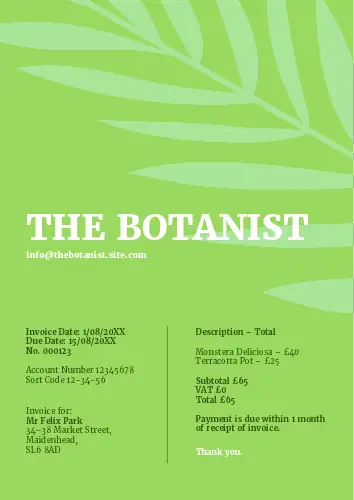 THE BOTANIST
info@thebotanist.site.com
Invoice Date: 1/08/20XX
Due Date: 15/08/20XX
No. 000123
Account Number 12345678
Sort Code 12-34-56
Invoice for:
Mr Felix Park
34-38 Market Street,
Maidenhead,
SL6 8AD
Description – Total
Monstera Deliciosa – £40
Terracotta Pot – £25
Subtotal £65
VAT £0
Total £65
Payment is due within 1 month
of receipt of invoice.
Thank you.